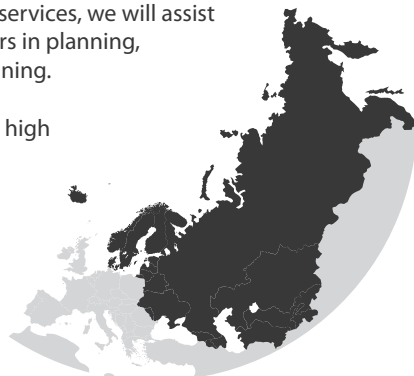 services, we will assist
rs in planning,
ning.
high